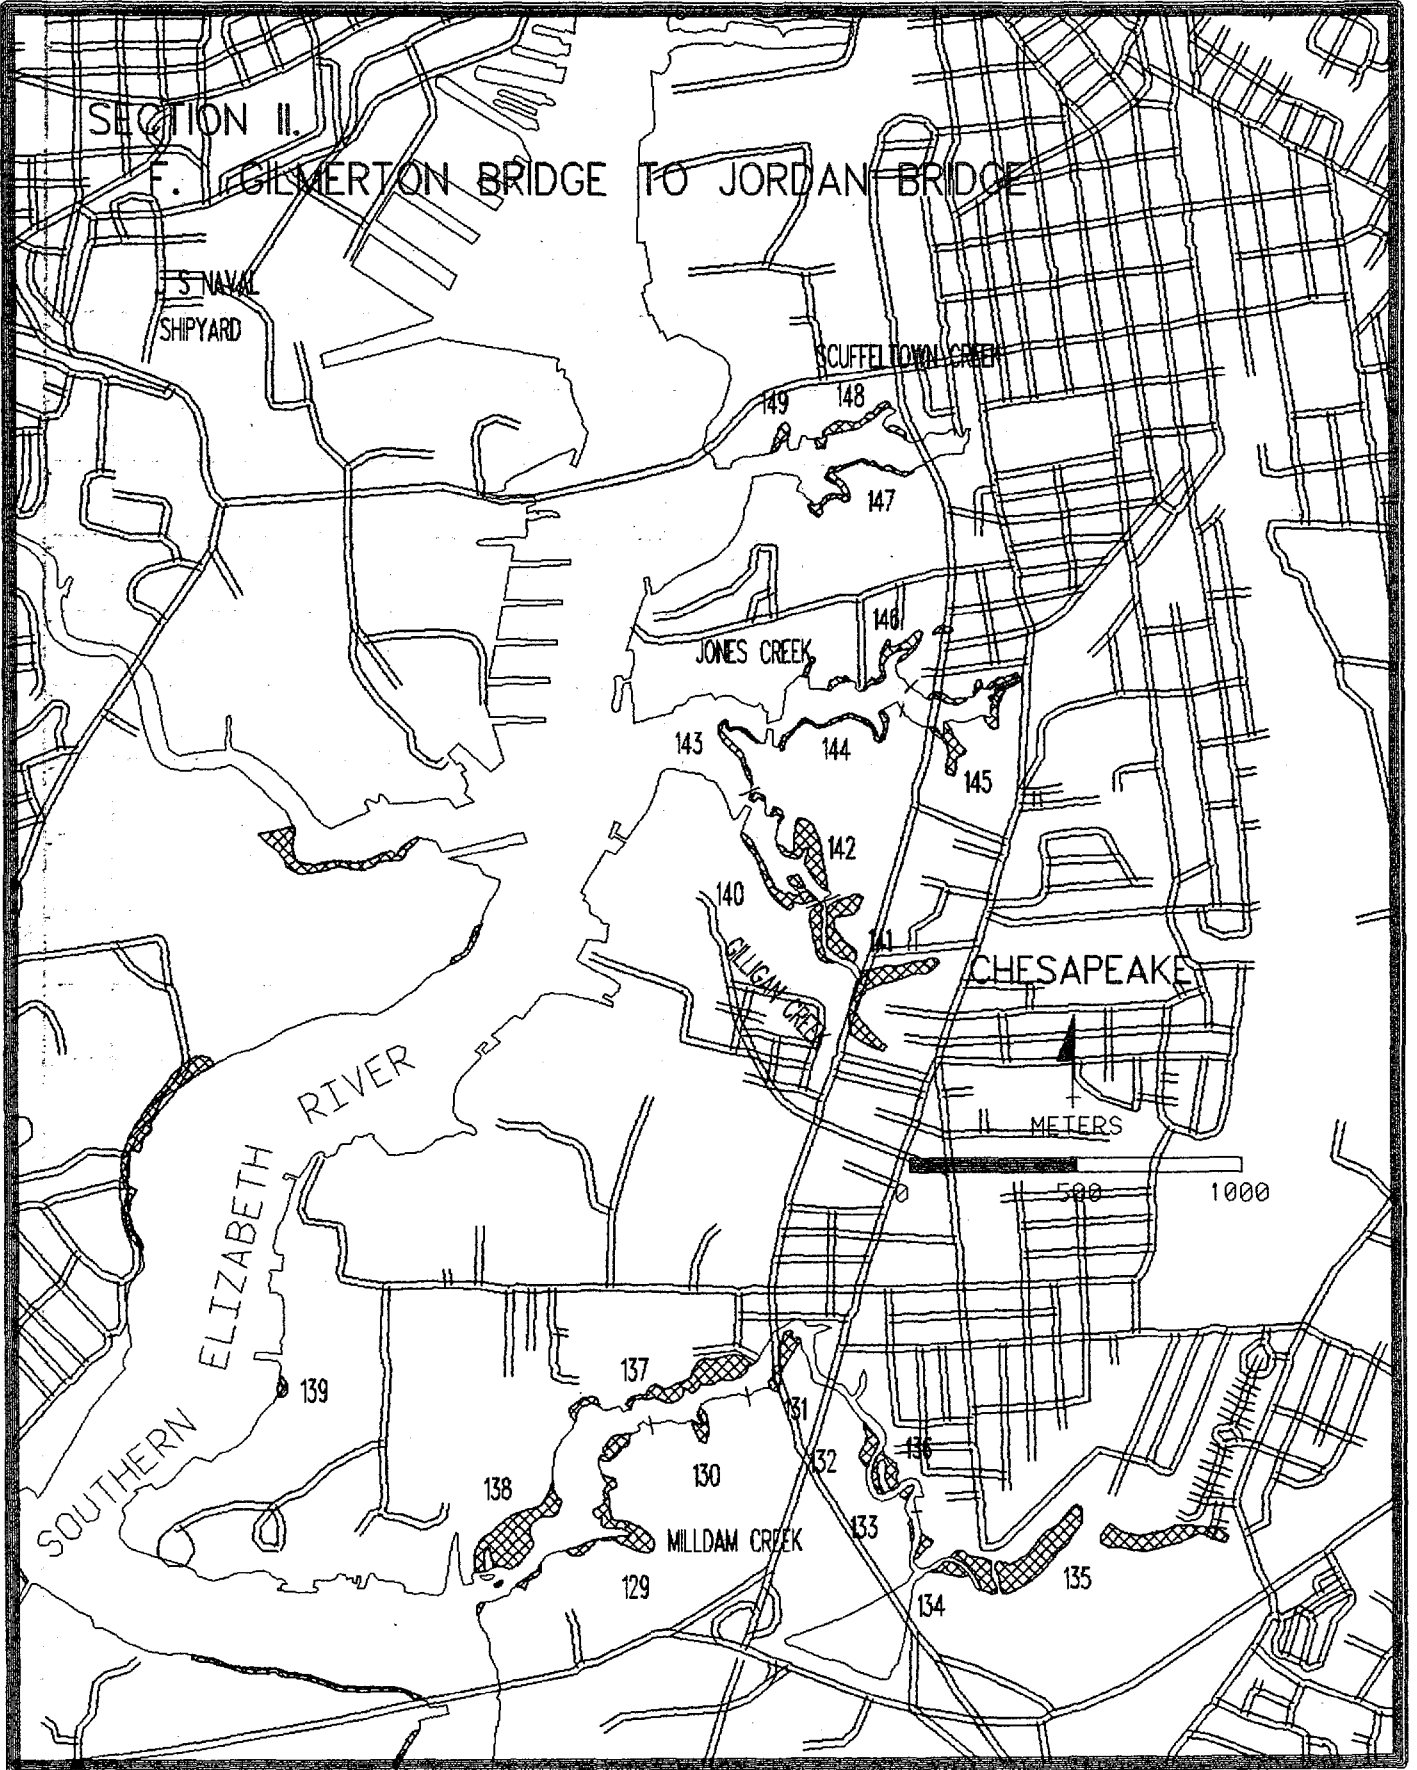 SECTION II.
F. GILMERTON BRIDGE TO JORDAN BRIDGE
U S NAVAL
SHIPYARD
SCUFFELTOWN CREEK
149
148
147
146
JONES CREEK
143
144
145
142
140
141
GILLIGAN CREEK
CHESAPEAKE
RIVER
METERS
0 500 1000
ELIZABETH
137
139
131
136
132
130
138
SOUTHERN
133
MILLDAM CREEK
135
129
134